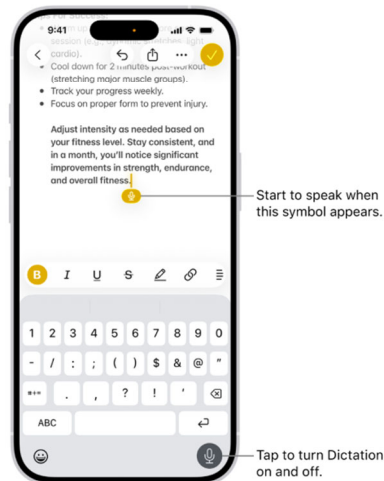 9:41
session (e.g., dynamic stretches, light
cardio).
Cool down for 2 minutes post-workout
(stretching major muscle groups).
Track your progress weekly.
Focus on proper form to prevent injury.
Adjust intensity as needed based on
your fitness level. Stay consistent, and
in a month, you'll notice significant
improvements in strength, endurance,
and overall fitness.
Start to speak when
this symbol appears.
B I U S
1 2 3 4 5 6 7 8 9 0
- / : ; ( ) $ & @ "
#+= . , ? ! '
ABC
Tap to turn Dictation
on and off.